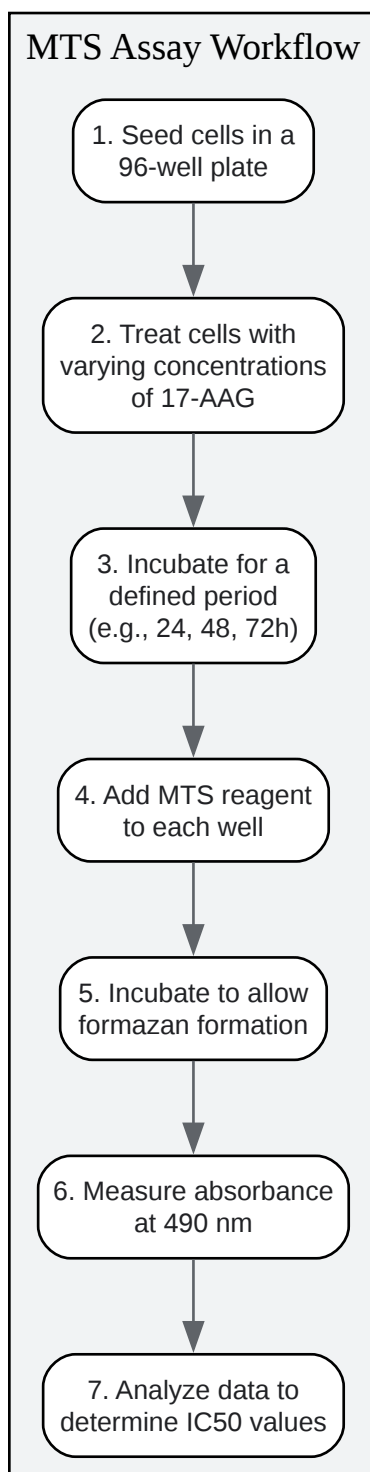 MTS Assay Workflow
1. Seed cells in a
96-well plate
2. Treat cells with
varying concentrations
of 17-AAG
3. Incubate for a
defined period
(e.g., 24, 48, 72h)
4. Add MTS reagent
to each well
5. Incubate to allow
formazan formation
6. Measure absorbance
at 490 nm
7. Analyze data to
determine IC50 values